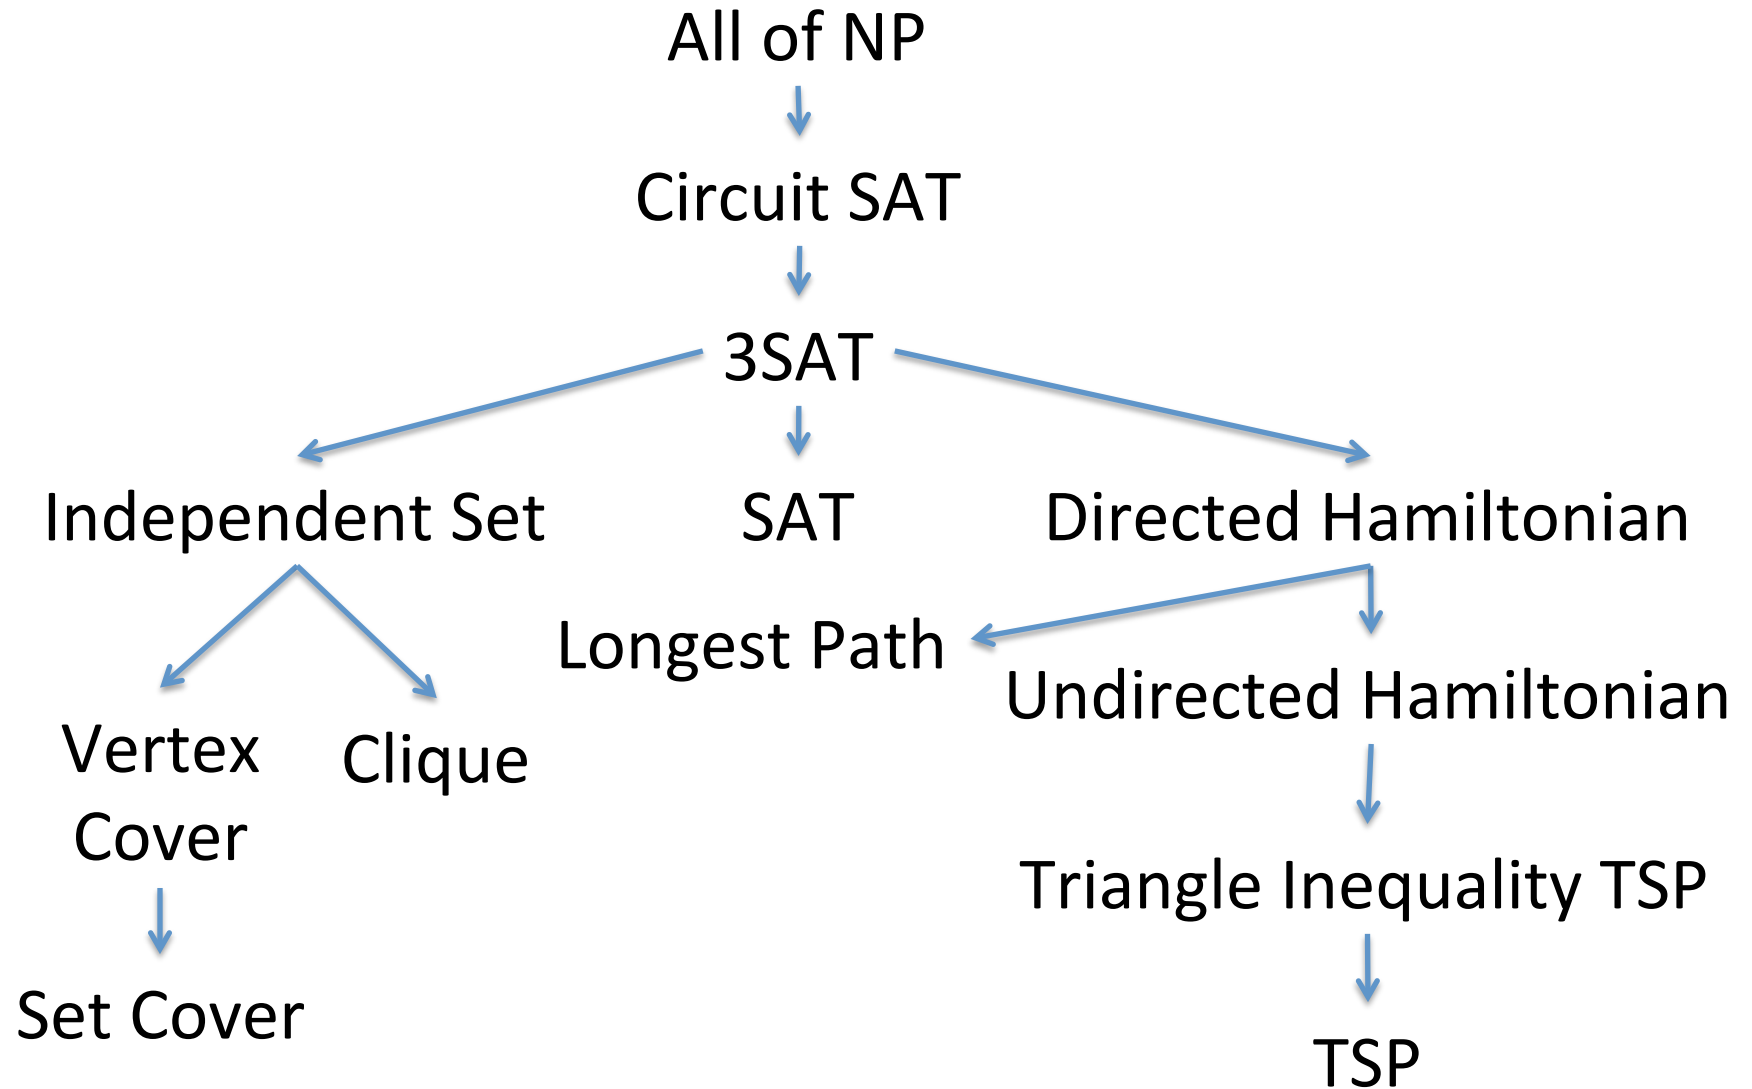 All of NP
Circuit SAT
3SAT
Independent Set
SAT
Directed Hamiltonian
Longest Path
Undirected Hamiltonian
Vertex
Cover
Clique
Triangle Inequality TSP
Set Cover
TSP